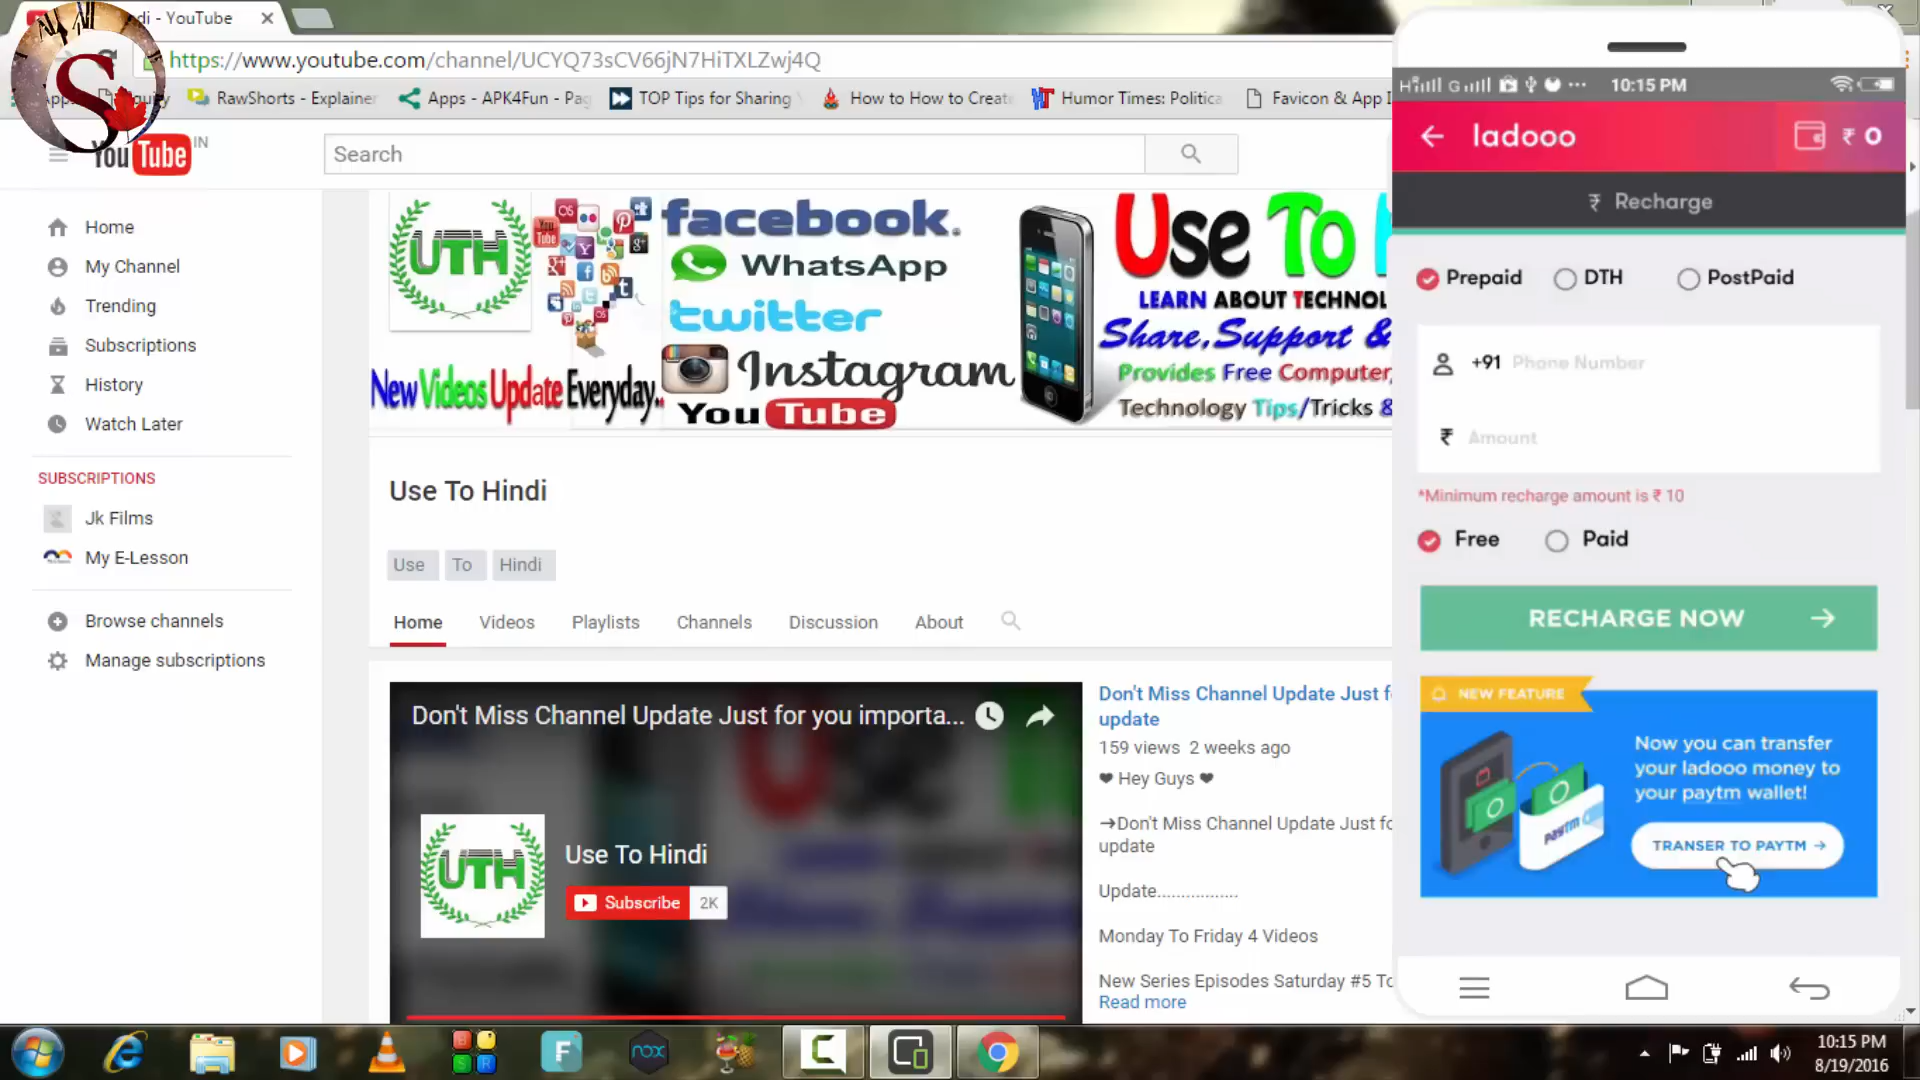 di - YouTube
https://www.youtube.com/channel/UCYQ73sCV66jN7HiTXLZwj4Q
RawShorts - Explainer
Apps - APK4Fun - Pag
TOP Tips for Sharing
How to How to Create
Humor Times: Politica
Favicon & App I
S
YouTube IN
Search
Home
My Channel
Trending
Subscriptions
History
Watch Later
SUBSCRIPTIONS
Jk Films
My E-Lesson
Browse channels
Manage subscriptions
UTH
facebook.
WhatsApp
twitter
Instagram
YouTube
New Videos Update Everyday..
Use To
LEARN ABOUT TECHNOL
Share,Support &
Provides Free Computer,
Technology Tips/Tricks &
Use To Hindi
Use To Hindi
Home Videos Playlists Channels Discussion About
Don't Miss Channel Update Just for you importa...
UTH
Use To Hindi
Subscribe 2K
Don't Miss Channel Update Just f
update
159 views 2 weeks ago
❤ Hey Guys ❤
→Don't Miss Channel Update Just fo
update
Update.................
Monday To Friday 4 Videos
New Series Episodes Saturday #5 To
Read more
10:15 PM
ladooo
₹ 0
₹ Recharge
Prepaid DTH PostPaid
+91 Phone Number
₹ Amount
*Minimum recharge amount is ₹ 10
Free Paid
RECHARGE NOW →
NEW FEATURE
Now you can transfer
your ladooo money to
your paytm wallet!
TRANSER TO PAYTM →
paytm
nox
10:15 PM
8/19/2016